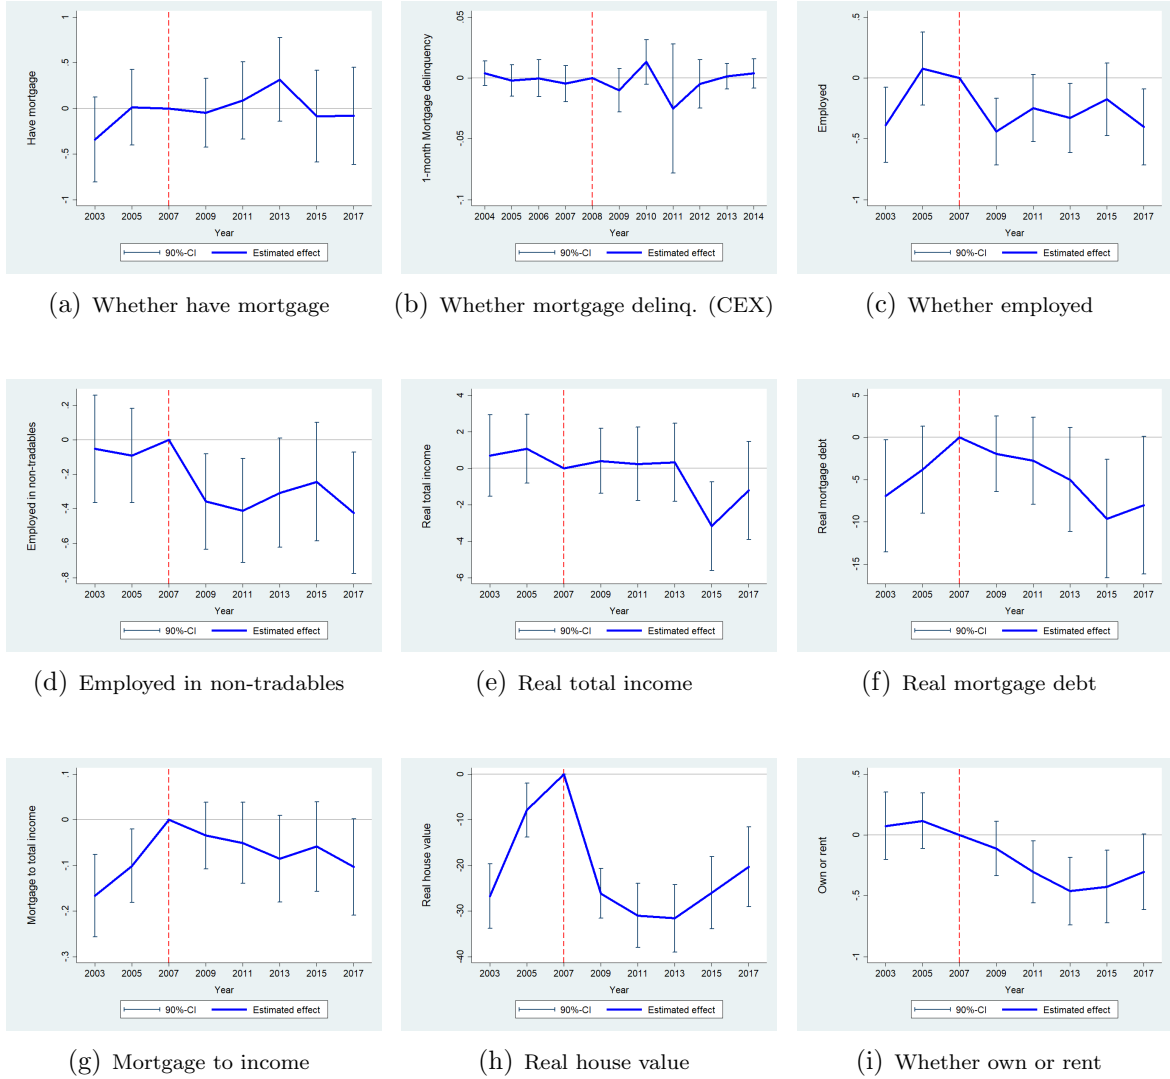 Have mortgage
1
.5
0
-.5
-1
2003 2005 2007 2009 2011 2013 2015 2017
Year
90%-CI Estimated effect
(a) Whether have mortgage
1-month Mortgage delinquency
.05
0
-.05
-.1
2004 2005 2006 2007 2008 2009 2010 2011 2012 2013 2014
Year
90%-CI Estimated effect
(b) Whether mortgage delinq. (CEX)
Employed
.5
0
-.5
-1
2003 2005 2007 2009 2011 2013 2015 2017
Year
90%-CI Estimated effect
(c) Whether employed
Employed in non-tradables
.2
0
-.2
-.4
-.6
-.8
2003 2005 2007 2009 2011 2013 2015 2017
Year
90%-CI Estimated effect
(d) Employed in non-tradables
Real total income
4
2
0
-2
-4
-6
2003 2005 2007 2009 2011 2013 2015 2017
Year
90%-CI Estimated effect
(e) Real total income
Real mortgage debt
5
0
-5
-10
-15
2003 2005 2007 2009 2011 2013 2015 2017
Year
90%-CI Estimated effect
(f) Real mortgage debt
Mortgage to total income
.1
0
-.1
-.2
-.3
2003 2005 2007 2009 2011 2013 2015 2017
Year
90%-CI Estimated effect
(g) Mortgage to income
Real house value
0
-10
-20
-30
-40
2003 2005 2007 2009 2011 2013 2015 2017
Year
90%-CI Estimated effect
(h) Real house value
Own or rent
.5
0
-.5
-1
2003 2005 2007 2009 2011 2013 2015 2017
Year
90%-CI Estimated effect
(i) Whether own or rent